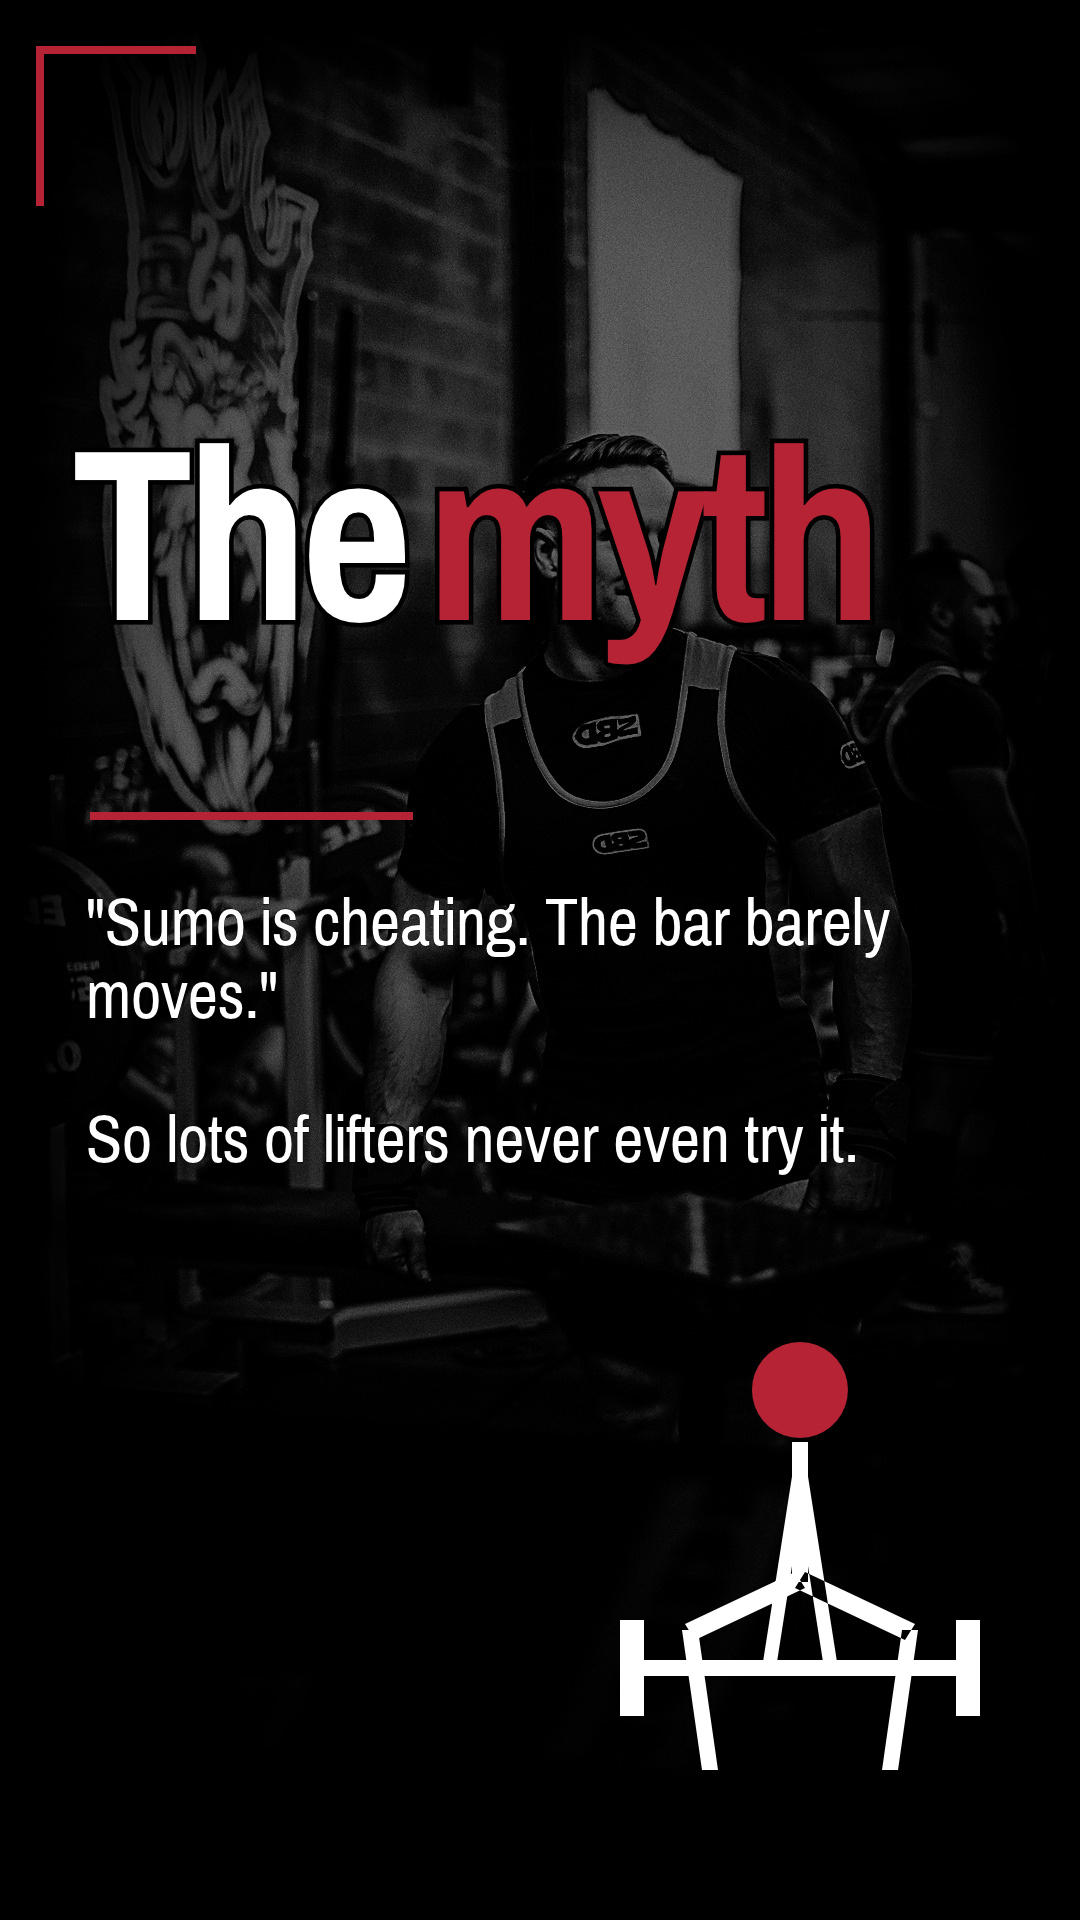 The myth
"Sumo is cheating. The bar barely
moves."
So lots of lifters never even try it.